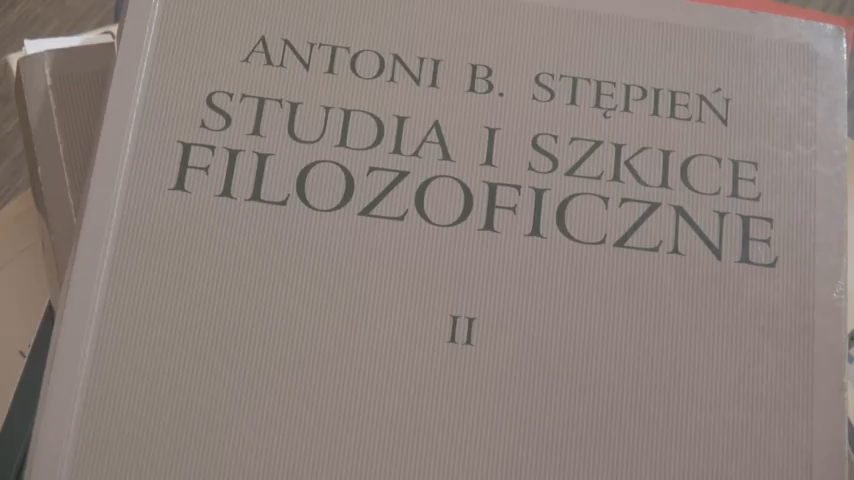 ANTONI B. STĘPIEŃ
STUDIA I SZKICE
FILOZOFICZNE
II